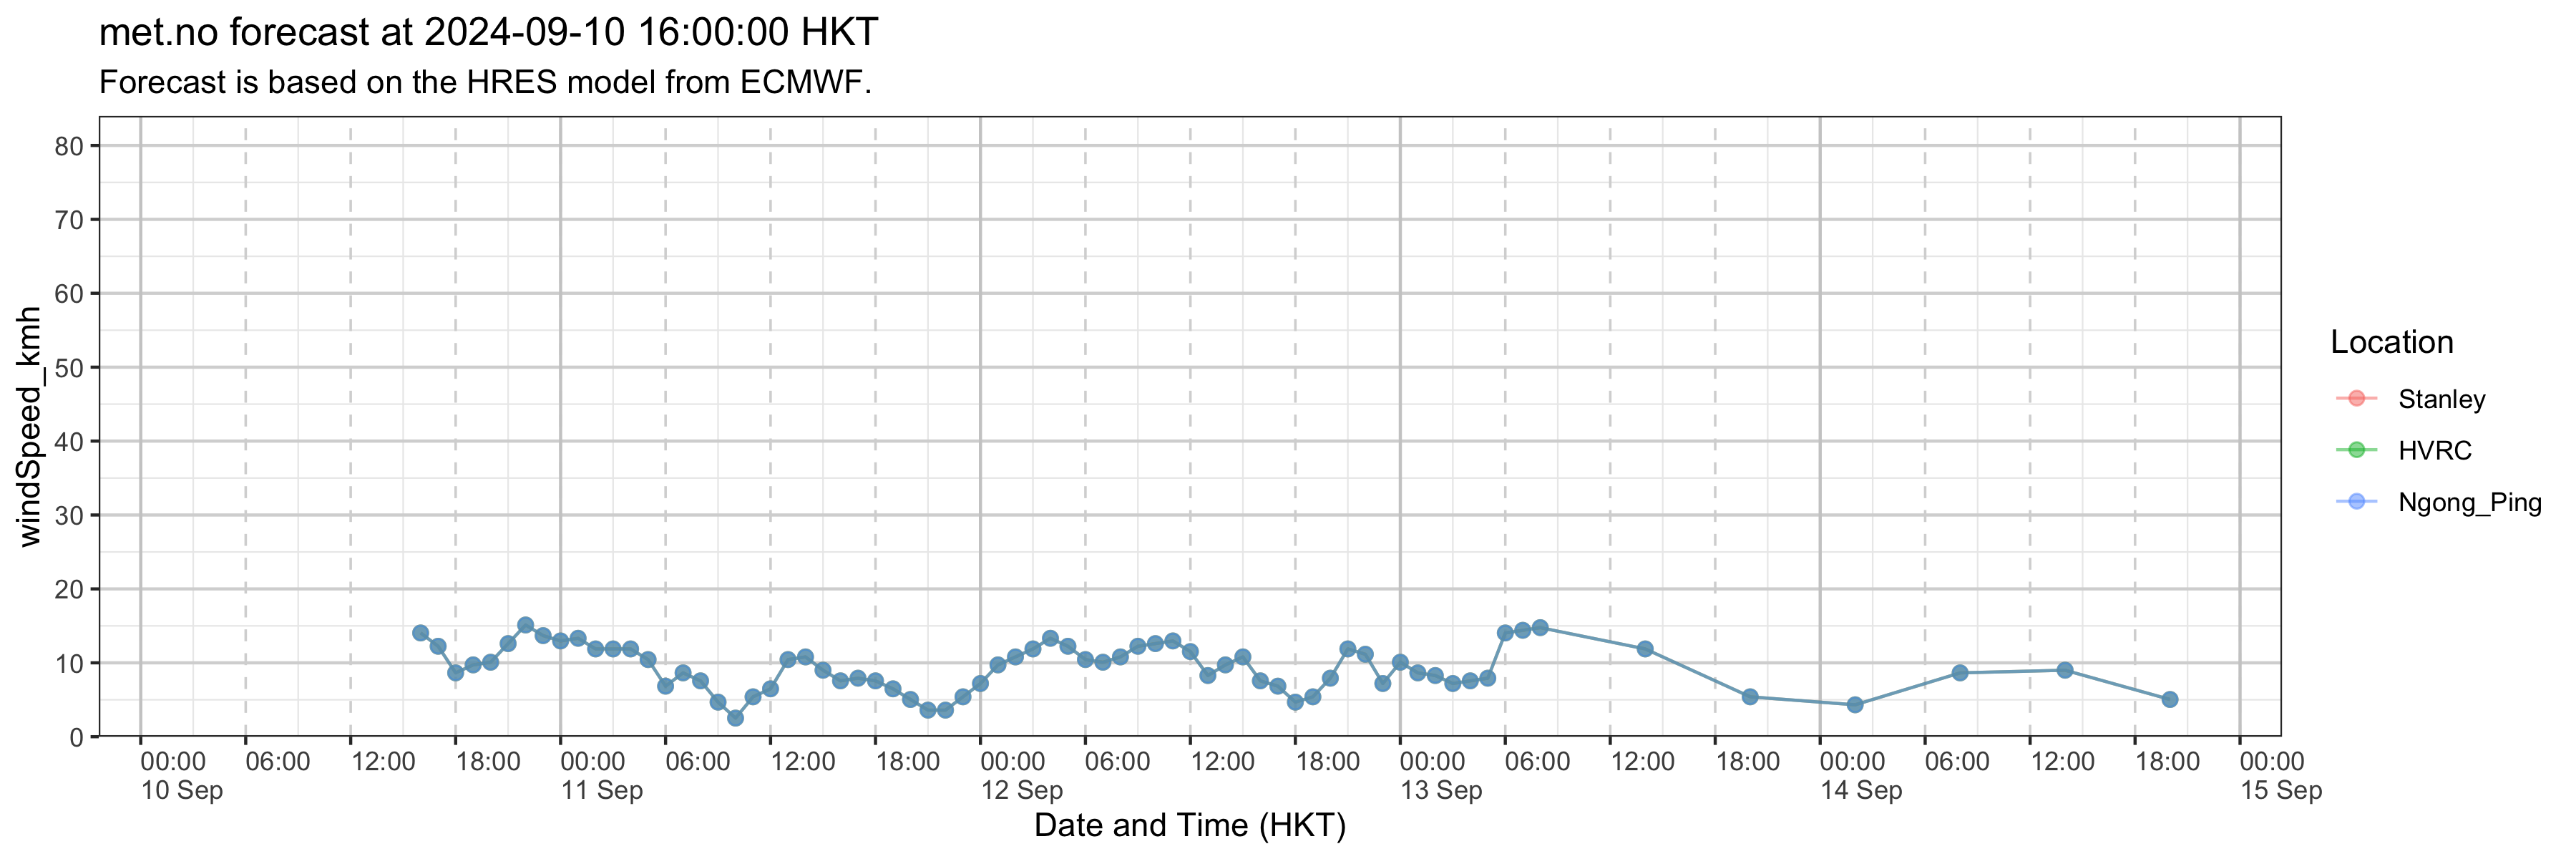 met.no forecast at 2024-09-10 16:00:00 HKT
Forecast is based on the HRES model from ECMWF.
windSpeed_kmh
80
70
60
50
40
30
20
10
0
00:00 06:00 12:00 18:00 00:00 06:00 12:00 18:00 00:00 06:00 12:00 18:00 00:00 06:00 12:00 18:00 00:00 06:00 12:00 18:00 00:00
10 Sep 11 Sep 12 Sep 13 Sep 14 Sep 15 Sep
Date and Time (HKT)
Location
Stanley
HVRC
Ngong_Ping